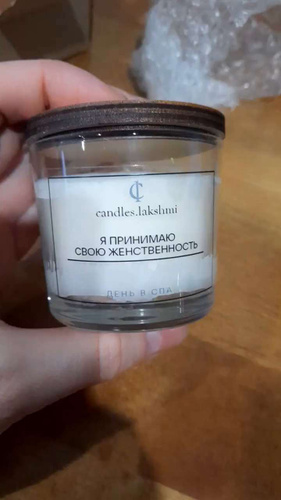 candles.lakshmi
Я ПРИНИМАЮ
СВОЮ ЖЕНСТВЕННОСТЬ
ДЕНЬ В СПА